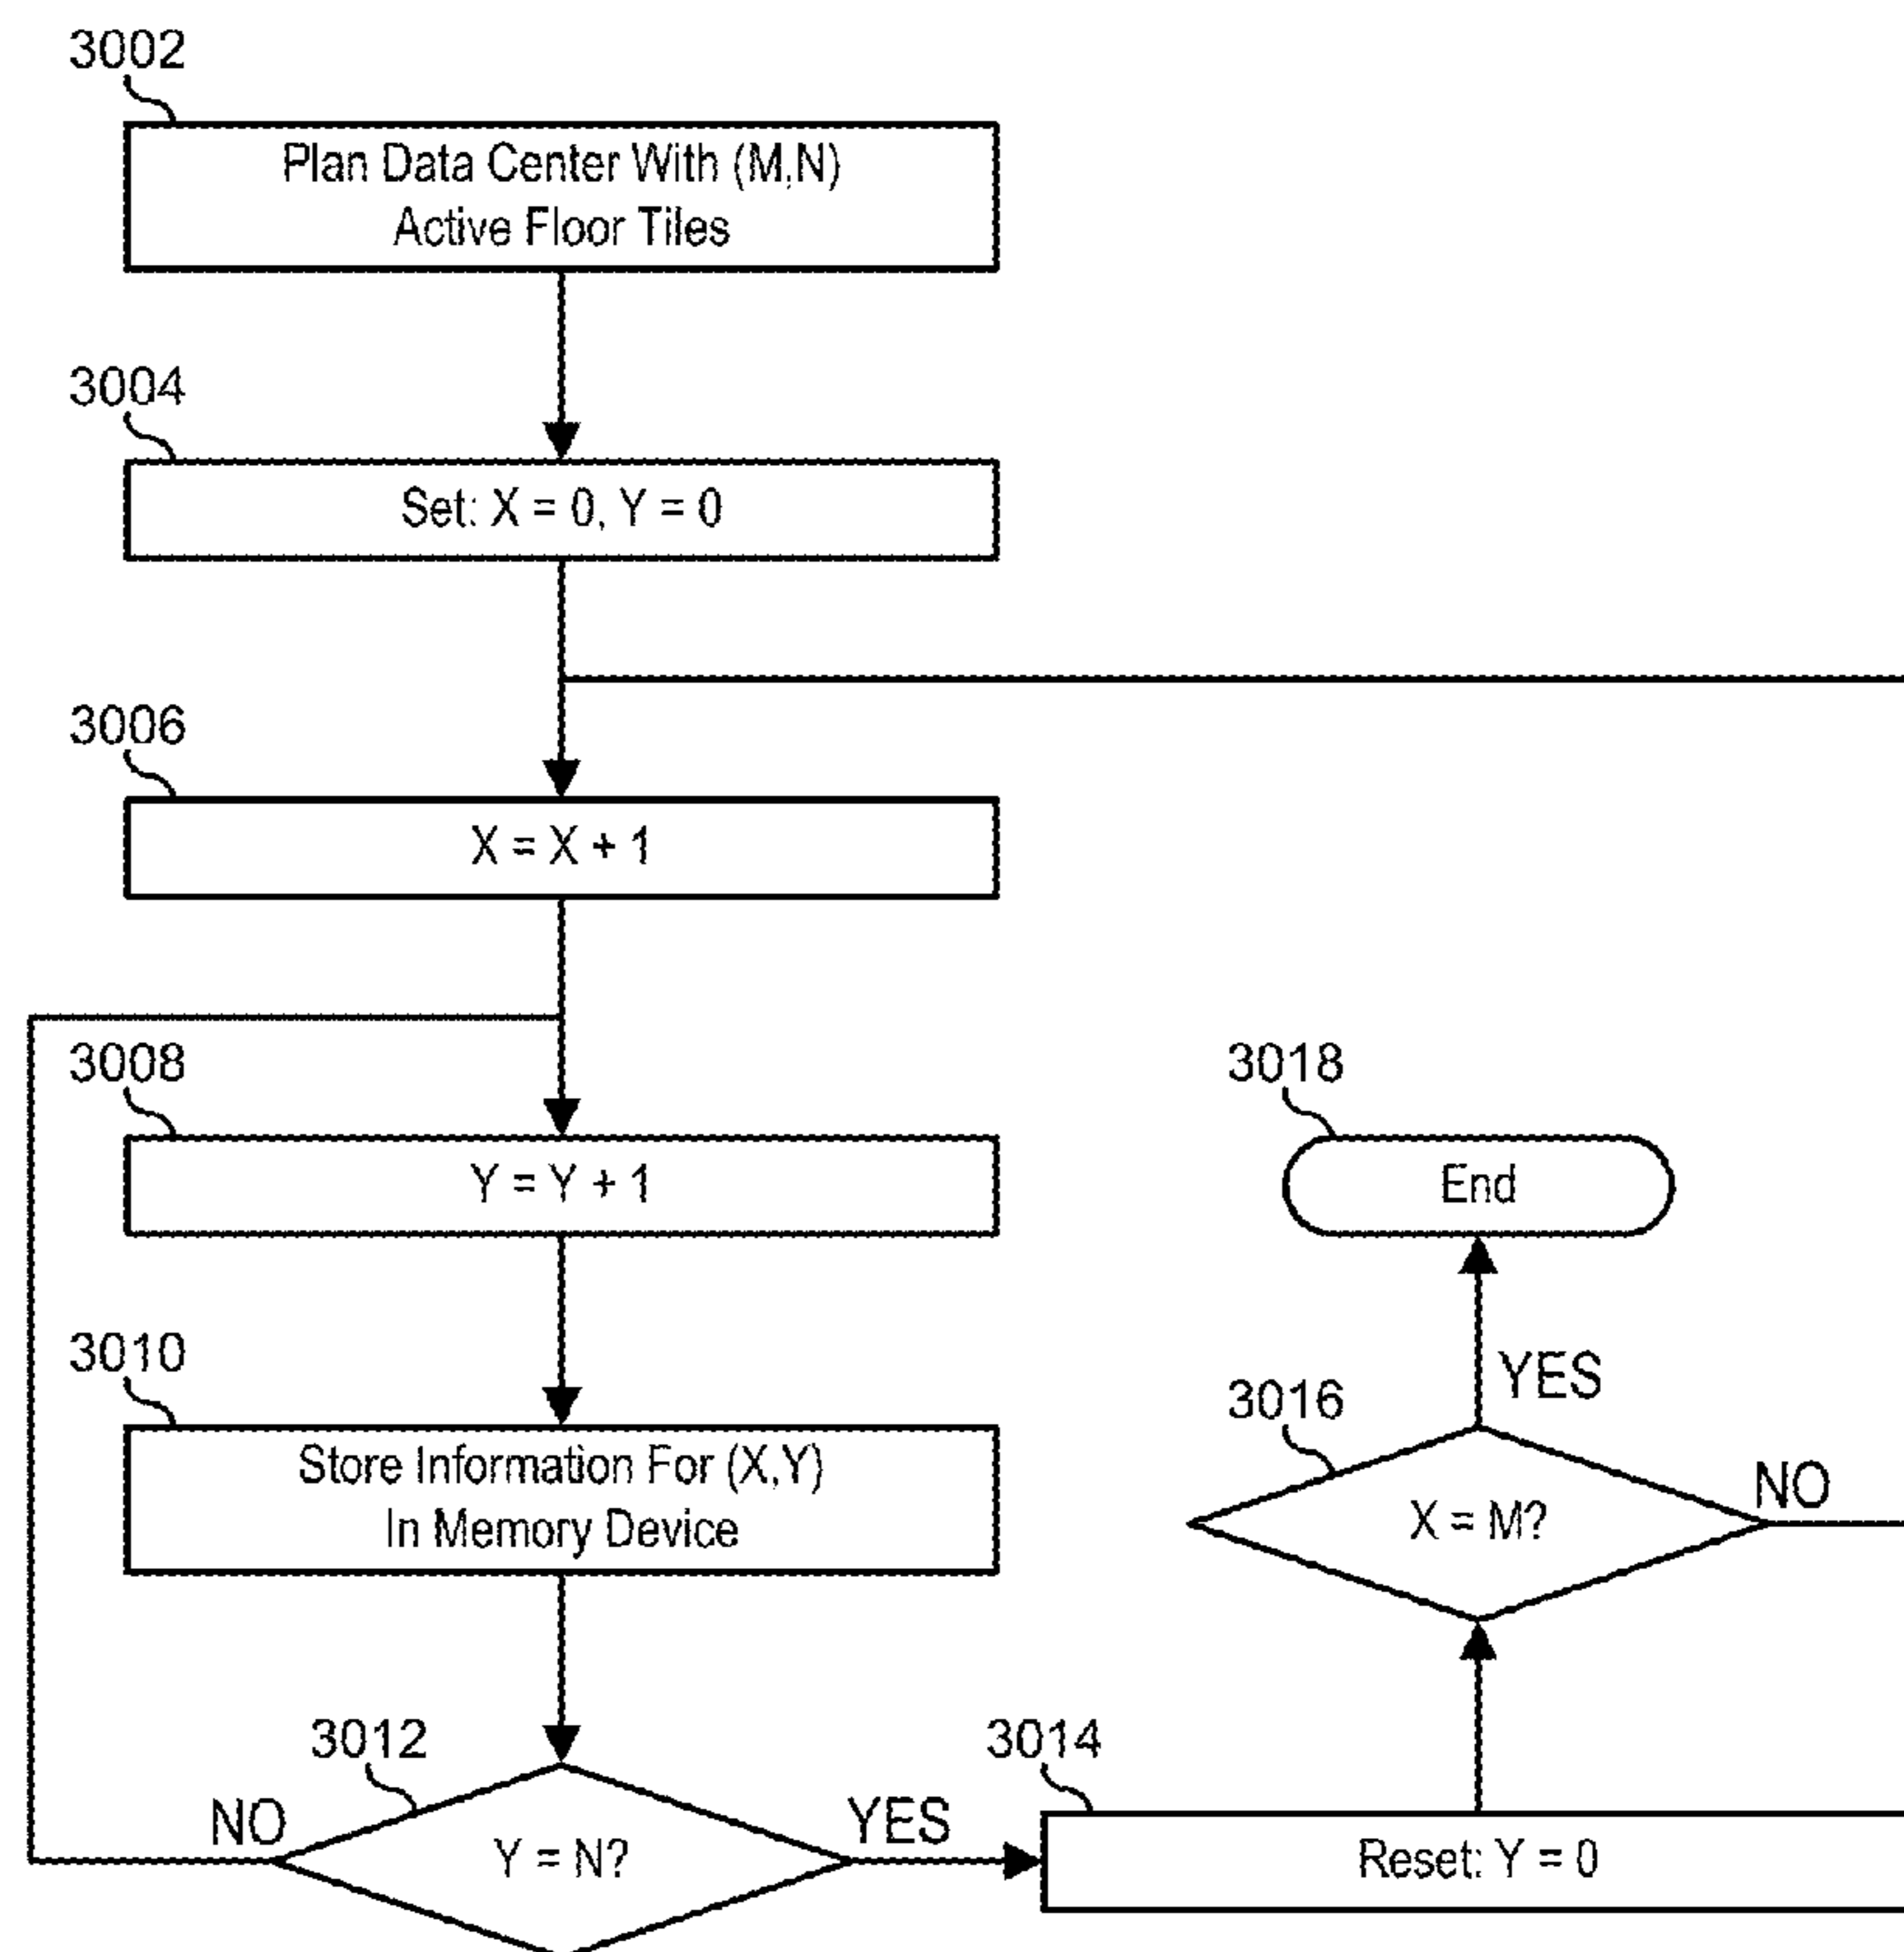 3002
Plan Data Center With (M,N)
Active Floor Tiles
3004
Set: X = 0, Y = 0
3006
X = X + 1
3008
Y = Y + 1
3010
Store Information For (X,Y)
In Memory Device
3012
Y = N?
NO
YES
3014
Reset: Y = 0
3016
X = M?
YES
NO
3018
End